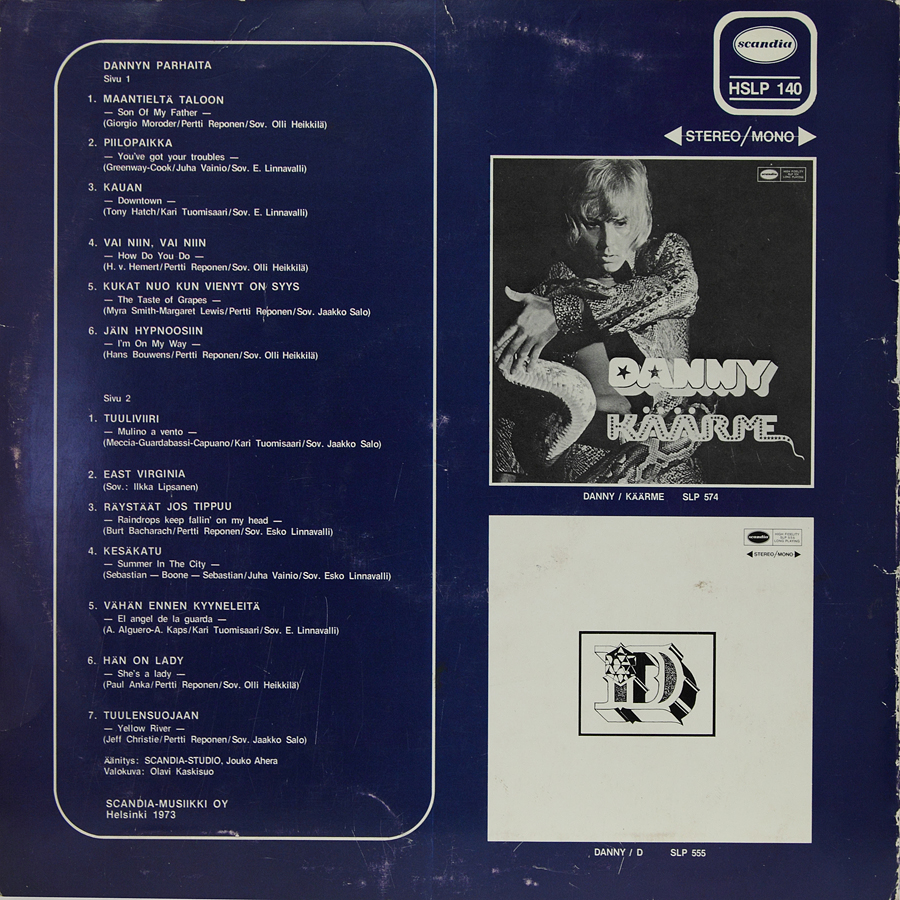 DANNYN PARHAITA
Sivu 1
1. MAANTIELTÄ TALOON
— Son Of My Father —
(Giorgio Moroder/Pertti Reponen/Sov. Olli Heikkilä)
2. PIILOPAIKKA
— You've got your troubles —
(Greenway-Cook/Juha Vainio/Sov. E. Linnavalli)
3. KAUAN
— Downtown —
(Tony Hatch/Kari Tuomisaari/Sov. E. Linnavalli)
4. VAI NIIN, VAI NIIN
— How Do You Do —
(H. v. Hemert/Pertti Reponen/Sov. Olli Heikkilä)
5. KUKAT NUO KUN VIENYT ON SYYS
— The Taste of Grapes —
(Myra Smith-Margaret Lewis/Pertti Reponen/Sov. Jaakko Salo)
6. JÄIN HYPNOOSIIN
— I'm On My Way —
(Hans Bouwens/Pertti Reponen/Sov. Olli Heikkilä)
Sivu 2
1. TUULIVIIRI
— Mulino a vento —
(Meccia-Guardabassi-Capuano/Kari Tuomisaari/Sov. Jaakko Salo)
2. EAST VIRGINIA
(Sov.: Ilkka Lipsanen)
3. RÄYSTÄÄT JOS TIPPUU
— Raindrops keep fallin' on my head —
(Burt Bacharach/Pertti Reponen/Sov. Esko Linnavalli)
4. KESÄKATU
— Summer In The City —
(Sebastian — Boone — Sebastian/Juha Vainio/Sov. Esko Linnavalli)
5. VÄHÄN ENNEN KYYNELEITÄ
— El angel de la guarda —
(A. Alguero-A. Kaps/Kari Tuomisaari/Sov. E. Linnavalli)
6. HÄN ON LADY
— She's a lady —
(Paul Anka/Pertti Reponen/Sov. Olli Heikkilä)
7. TUULENSUOJAAN
— Yellow River —
(Jeff Christie/Pertti Reponen/Sov. Jaakko Salo)
Äänitys: SCANDIA-STUDIO, Jouko Ahera
Valokuva: Olavi Kaskisuo
SCANDIA-MUSIIKKI OY
Helsinki 1973
scandia
HSLP 140
STEREO/MONO
scandia
DANNY
KÄÄRME
DANNY / KÄÄRME SLP 574
scandia
HIGH FIDELITY
SLP 555
LONG PLAYING
STEREO/MONO
D
DANNY / D SLP 555